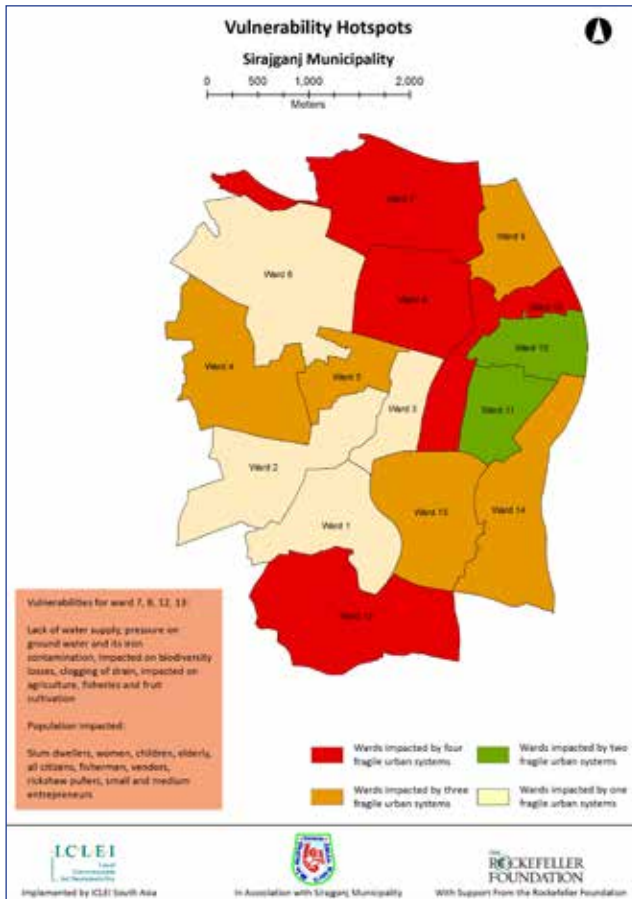 Vulnerability Hotspots
Sirajganj Municipality
0 500 1,000 2,000
Meters
Ward 7
Ward 9
Ward 6
Ward 8
Ward 10
Ward 4
Ward 5
Ward 3
Ward 11
Ward 2
Ward 1
Ward 14
Vulnerabilities for ward 7, 8, 12, 13:
Lack of water supply, pressure on
ground water and its iron
contamination, impacted on biodiversity
losses, clogging of drain, impacted on
agriculture, fisheries and fruit
cultivation
Population impacted:
Slum dwellers, women, children, elderly,
all citizens, fisherman, vendors,
rickshaw pullers, small and medium
entrepreneurs
Wards impacted by four
fragile urban systems
Wards impacted by two
fragile urban systems
Wards impacted by three
fragile urban systems
Wards impacted by one
fragile urban systems
I.C.L.E.I
Local
Governments
for Sustainability
Implemented by ICLEI South Asia
In Association with Sirajganj Municipality
THE
ROCKEFELLER
FOUNDATION
With Support From the Rockefeller Foundation